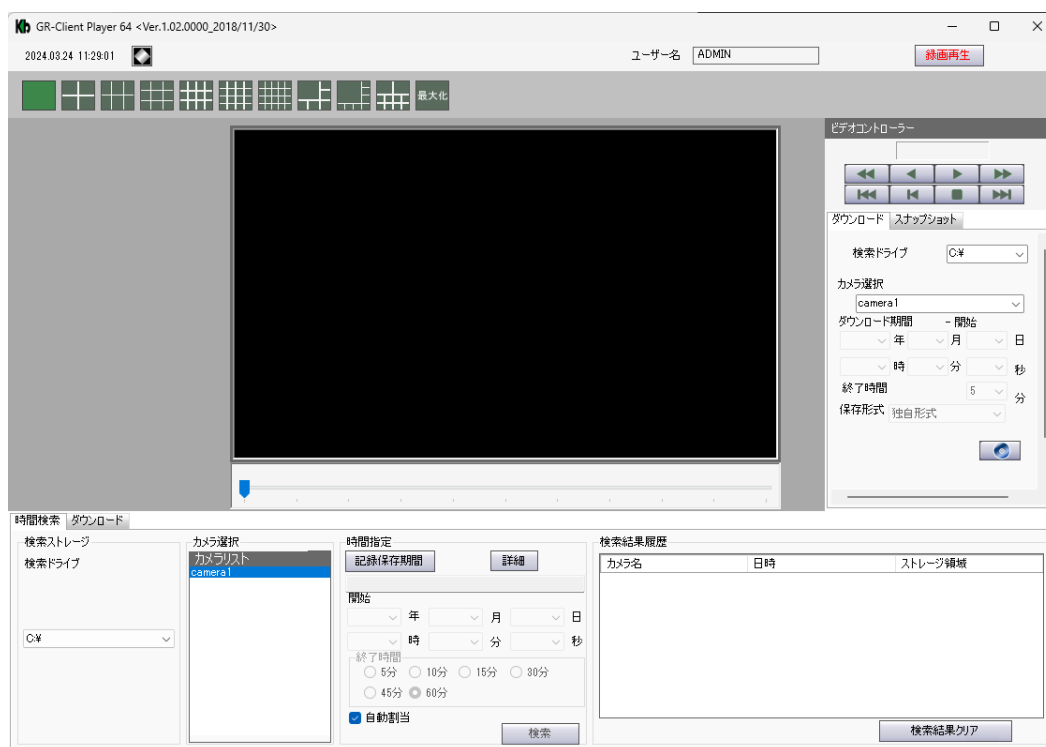 Kb GR-Client Player 64 <Ver.1.02.0000_2018/11/30>
2024.03.24 11:29:01 ユーザー名 ADMIN 録画再生
最大化
ビデオコントローラー
ダウンロード スナップショット
検索ドライブ C:¥
カメラ選択
camera1
ダウンロード期間 - 開始
年 月 日
時 分 秒
終了時間 5 分
保存形式 独自形式
時間検索 ダウンロード
検索ストレージ
検索ドライブ
C:¥
カメラ選択
カメラリスト
camera1
時間指定
記録保存期間 詳細
開始
年 月 日
時 分 秒
終了時間
5分 10分 15分 30分
45分 60分
自動割当
検索
検索結果履歴
カメラ名 日時 ストレージ領域
検索結果クリア